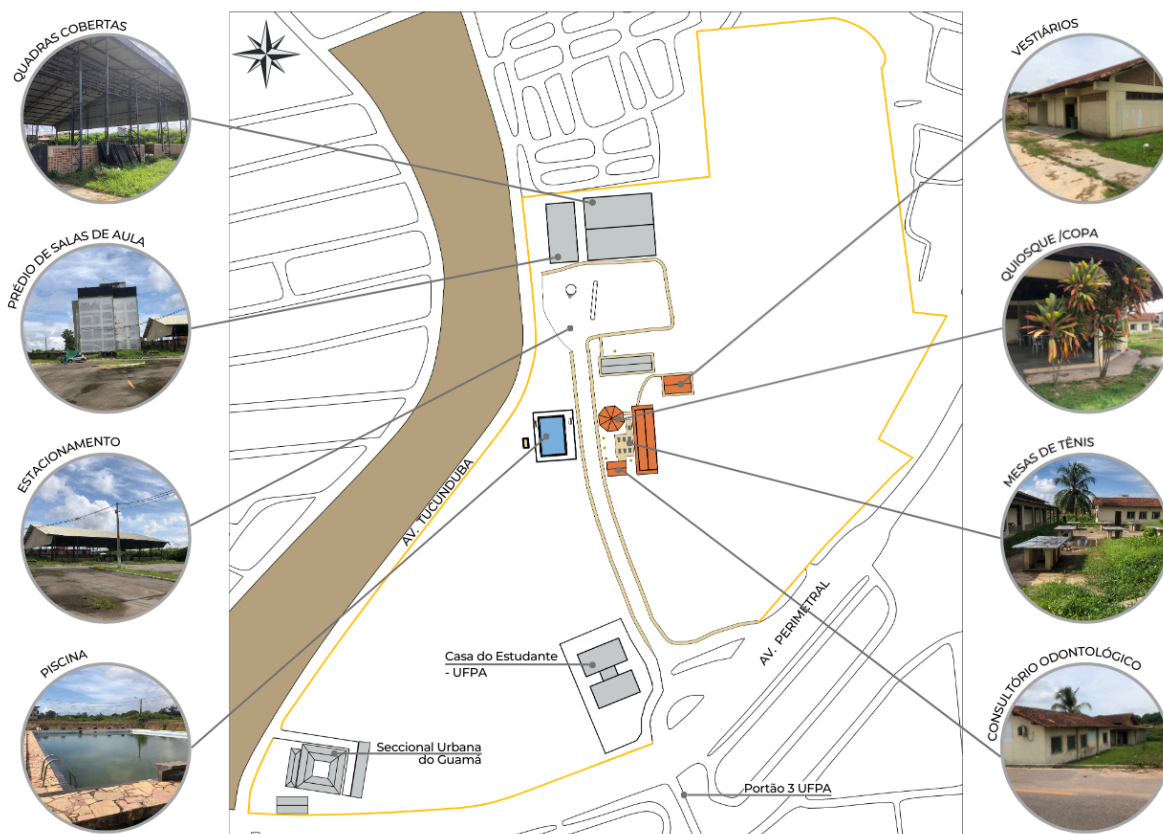 QUADRAS COBERTAS
PRÉDIO DE SALAS DE AULA
ESTACIONAMENTO
PISCINA
AV. TUCUNDUBA
AV. PERIMETRAL
Casa do Estudante
- UFPA
Seccional Urbana
do Guamá
Portão 3 UFPA
VESTIÁRIOS
QUIOSQUE /COPA
MESAS DE TÊNIS
CONSULTÓRIO ODONTOLÓGICO